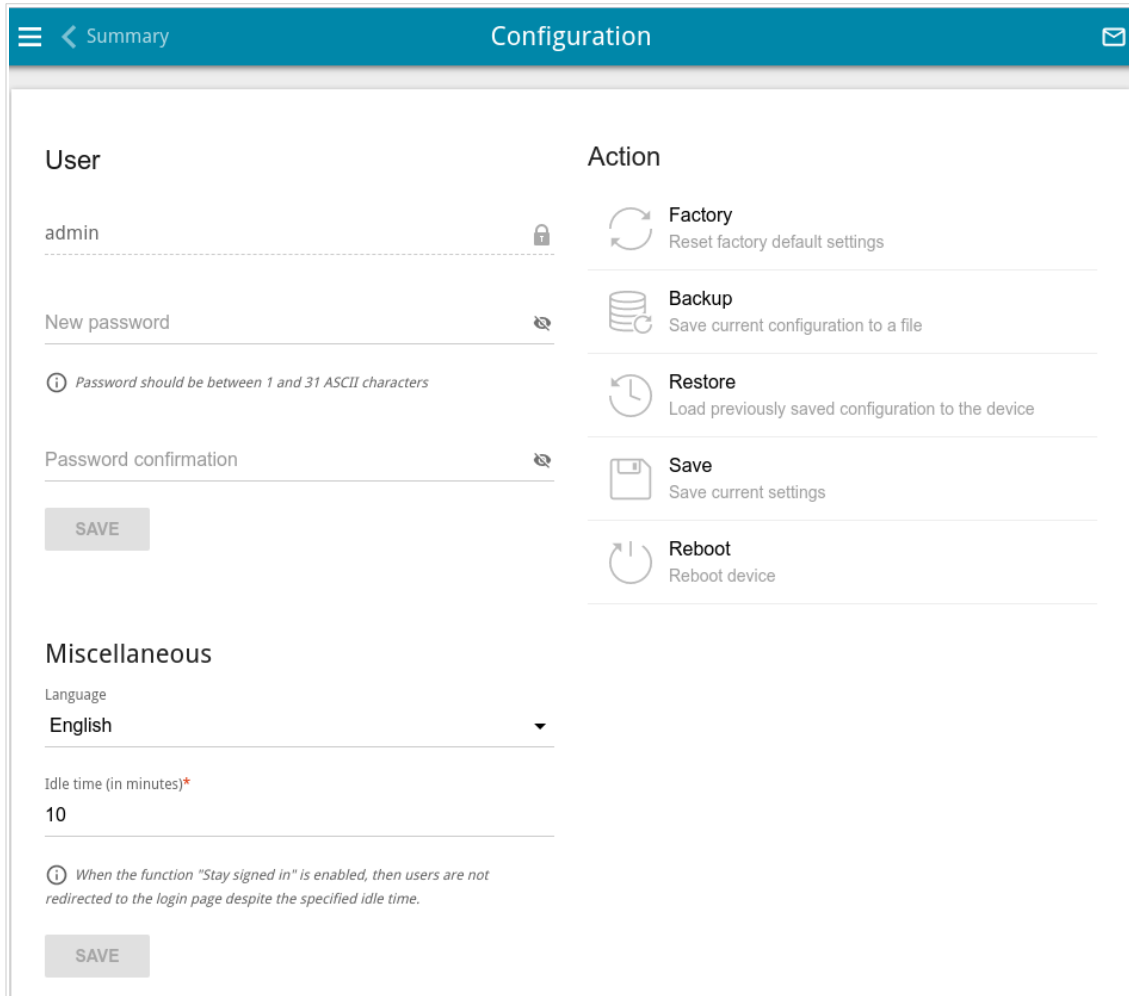 Summary
Configuration
User
admin
New password
Password should be between 1 and 31 ASCII characters
Password confirmation
SAVE
Miscellaneous
Language
English
Idle time (in minutes)*
10
When the function "Stay signed in" is enabled, then users are not
redirected to the login page despite the specified idle time.
SAVE
Action
Factory
Reset factory default settings
Backup
Save current configuration to a file
Restore
Load previously saved configuration to the device
Save
Save current settings
Reboot
Reboot device